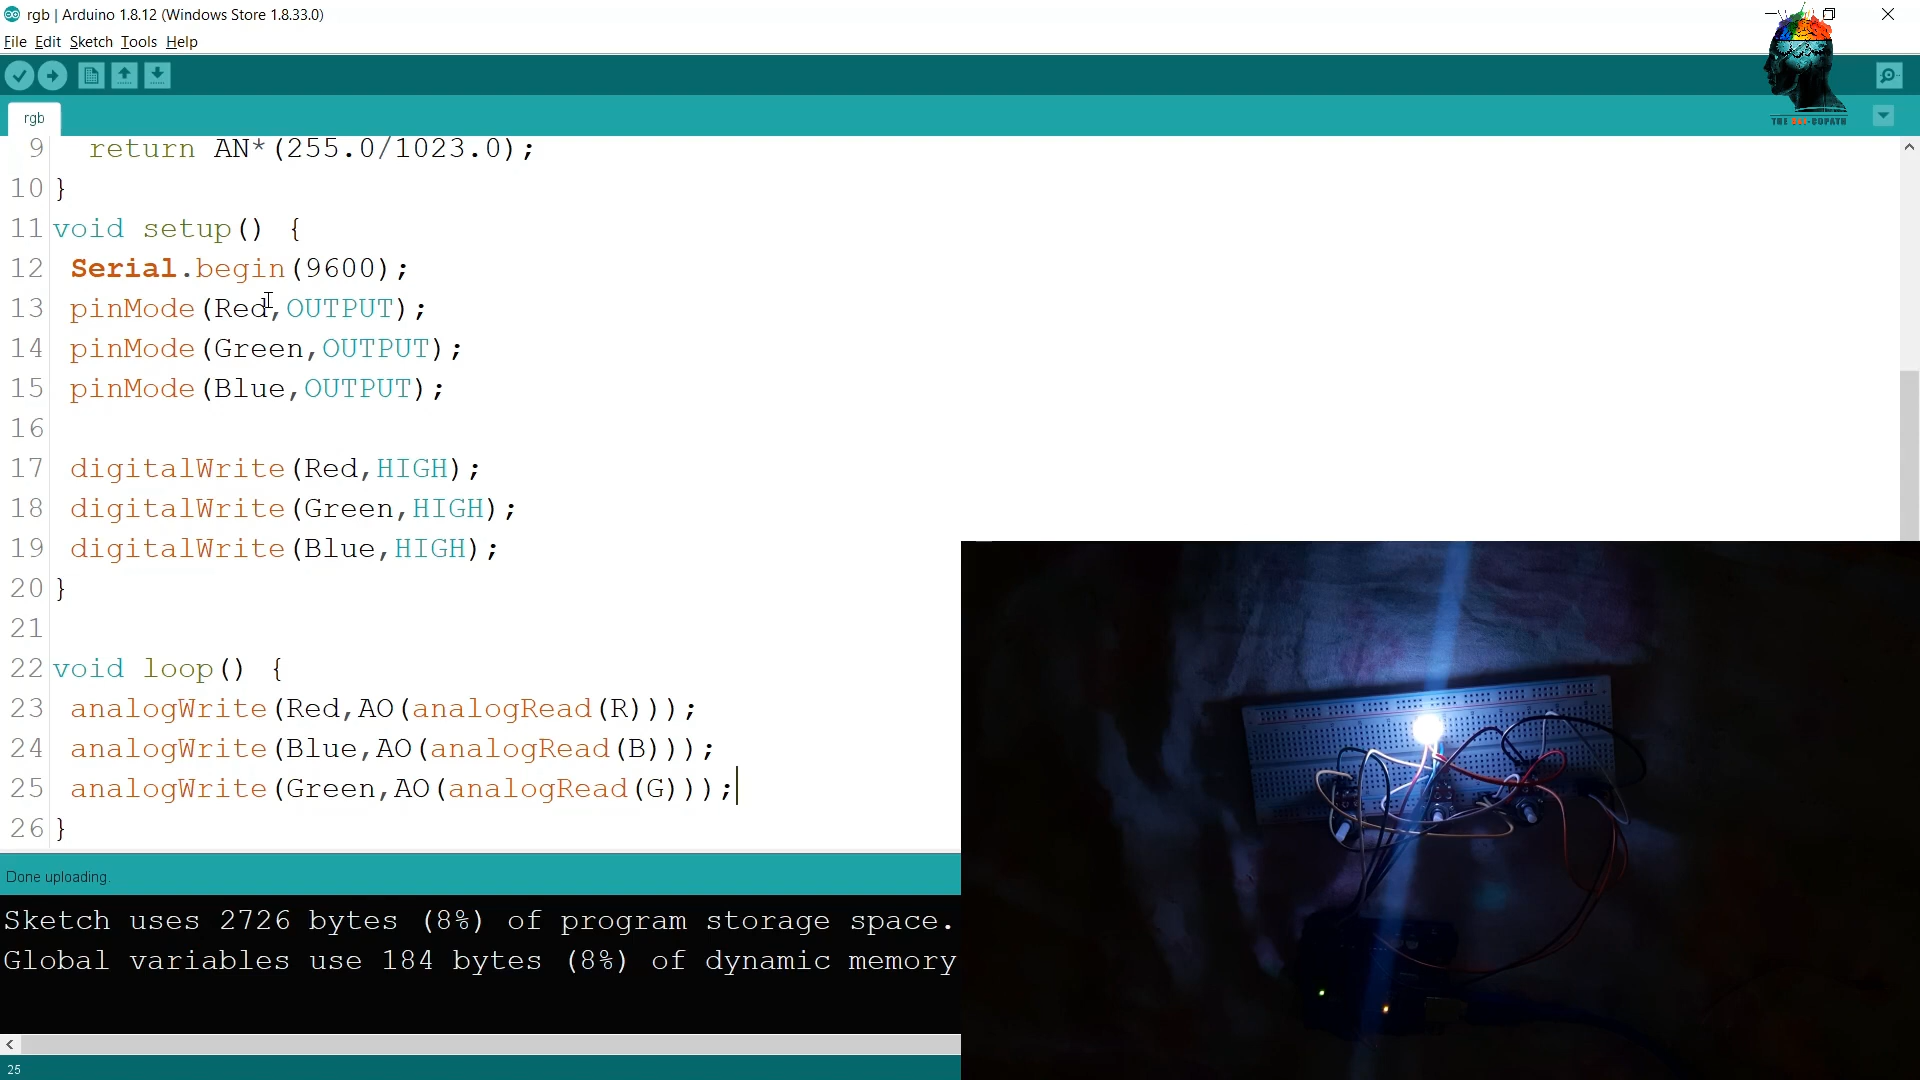 rgb | Arduino 1.8.12 (Windows Store 1.8.33.0)
File Edit Sketch Tools Help
rgb
9 return AN*(255.0/1023.0);
10 }
11 void setup() {
12 Serial.begin(9600);
13 pinMode(Red,OUTPUT);
14 pinMode(Green,OUTPUT);
15 pinMode(Blue,OUTPUT);
16
17 digitalWrite(Red,HIGH);
18 digitalWrite(Green,HIGH);
19 digitalWrite(Blue,HIGH);
20 }
21
22 void loop() {
23 analogWrite(Red,AO(analogRead(R)));
24 analogWrite(Blue,AO(analogRead(B)));
25 analogWrite(Green,AO(analogRead(G)));
26 }
Done uploading.
Sketch uses 2726 bytes (8%) of program storage space.
Global variables use 184 bytes (8%) of dynamic memory
25